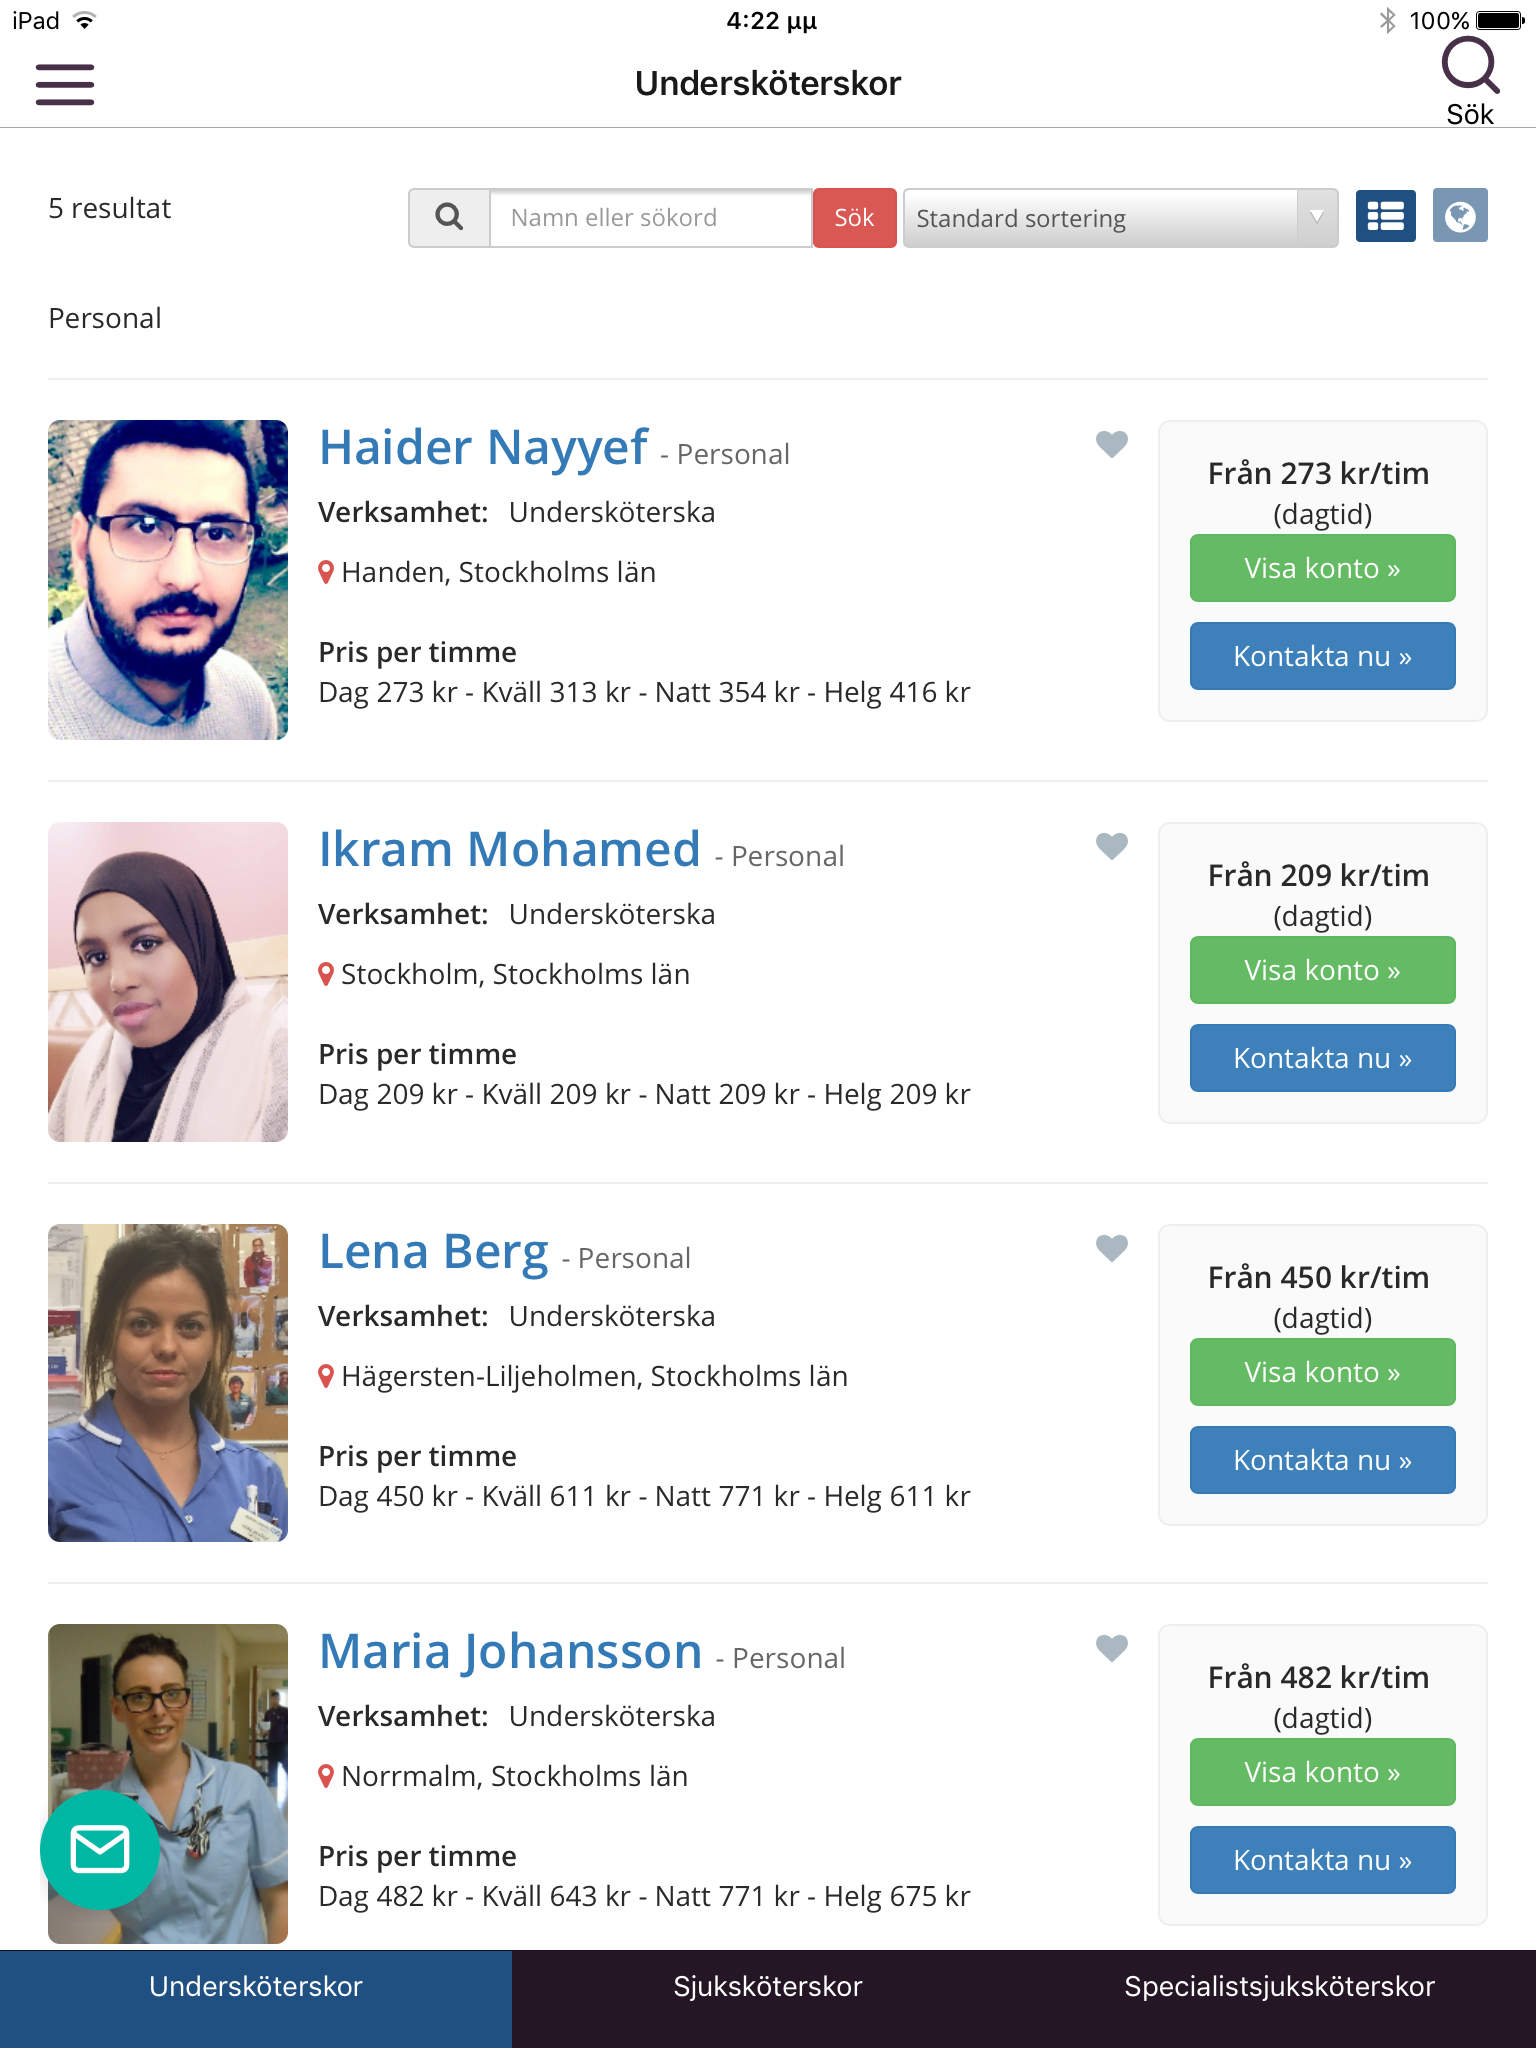 iPad 4:22 μμ 100%
Undersköterskor
Sök
5 resultat
Namn eller sökord Sök Standard sortering
Personal
Haider Nayyef - Personal
Verksamhet: Undersköterska
Handen, Stockholms län
Pris per timme
Dag 273 kr - Kväll 313 kr - Natt 354 kr - Helg 416 kr
Från 273 kr/tim
(dagtid)
Visa konto »
Kontakta nu »
Ikram Mohamed - Personal
Verksamhet: Undersköterska
Stockholm, Stockholms län
Pris per timme
Dag 209 kr - Kväll 209 kr - Natt 209 kr - Helg 209 kr
Från 209 kr/tim
(dagtid)
Visa konto »
Kontakta nu »
Lena Berg - Personal
Verksamhet: Undersköterska
Hägersten-Liljeholmen, Stockholms län
Pris per timme
Dag 450 kr - Kväll 611 kr - Natt 771 kr - Helg 611 kr
Från 450 kr/tim
(dagtid)
Visa konto »
Kontakta nu »
Maria Johansson - Personal
Verksamhet: Undersköterska
Norrmalm, Stockholms län
Pris per timme
Dag 482 kr - Kväll 643 kr - Natt 771 kr - Helg 675 kr
Från 482 kr/tim
(dagtid)
Visa konto »
Kontakta nu »
Undersköterskor Sjuksköterskor Specialistsjuksköterskor